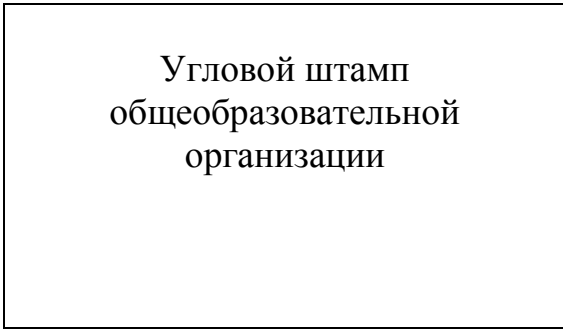 Угловой штамп
общеобразовательной
организации